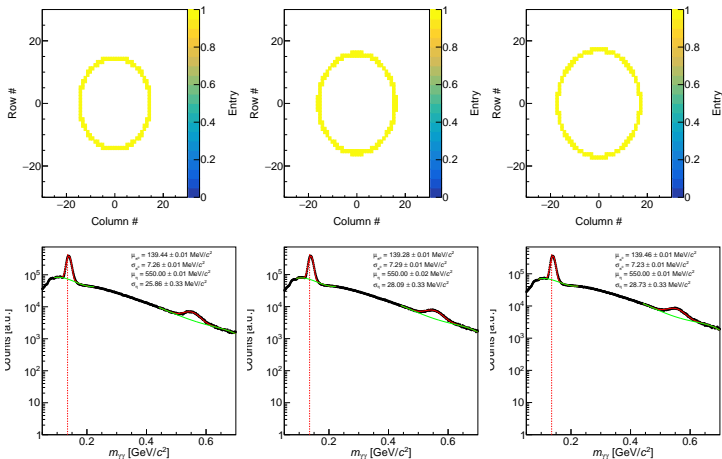 30
20
0
−20
−20 0 20
Row #
Column #
1
0.8
0.6
0.4
0.2
0
Entry
30
20
0
−20
−20 0 20
Row #
Column #
1
0.8
0.6
0.4
0.2
0
Entry
30
20
0
−20
−20 0 20
Row #
Column #
1
0.8
0.6
0.4
0.2
0
Entry
μπ⁰ = 139.44 ± 0.01 MeV/c²
σπ⁰ = 7.26 ± 0.01 MeV/c²
μη = 550.00 ± 0.01 MeV/c²
ση = 25.86 ± 0.33 MeV/c²
10⁵
10⁴
10³
10²
10
1
Counts [a.u.]
0.2 0.4 0.6
mγγ [GeV/c²]
μπ⁰ = 139.28 ± 0.01 MeV/c²
σπ⁰ = 7.29 ± 0.01 MeV/c²
μη = 550.00 ± 0.02 MeV/c²
ση = 28.09 ± 0.33 MeV/c²
10⁵
10⁴
10³
10²
10
1
Counts [a.u.]
0.2 0.4 0.6
mγγ [GeV/c²]
μπ⁰ = 139.46 ± 0.01 MeV/c²
σπ⁰ = 7.23 ± 0.01 MeV/c²
μη = 550.00 ± 0.01 MeV/c²
ση = 28.73 ± 0.33 MeV/c²
10⁵
10⁴
10³
10²
10
1
Counts [a.u.]
0.2 0.4 0.6
mγγ [GeV/c²]